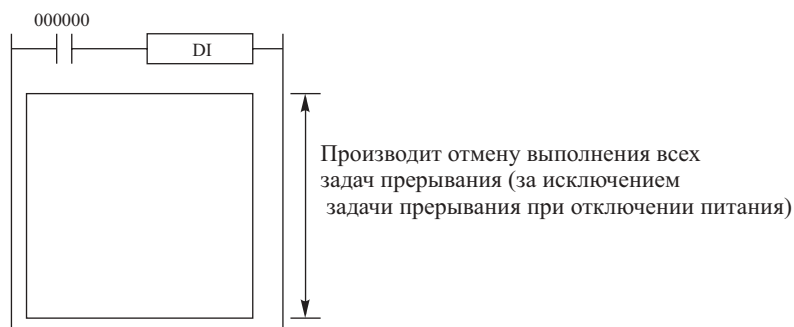 000000
DI
Производит отмену выполнения всех
задач прерывания (за исключением
задачи прерывания при отключении питания)